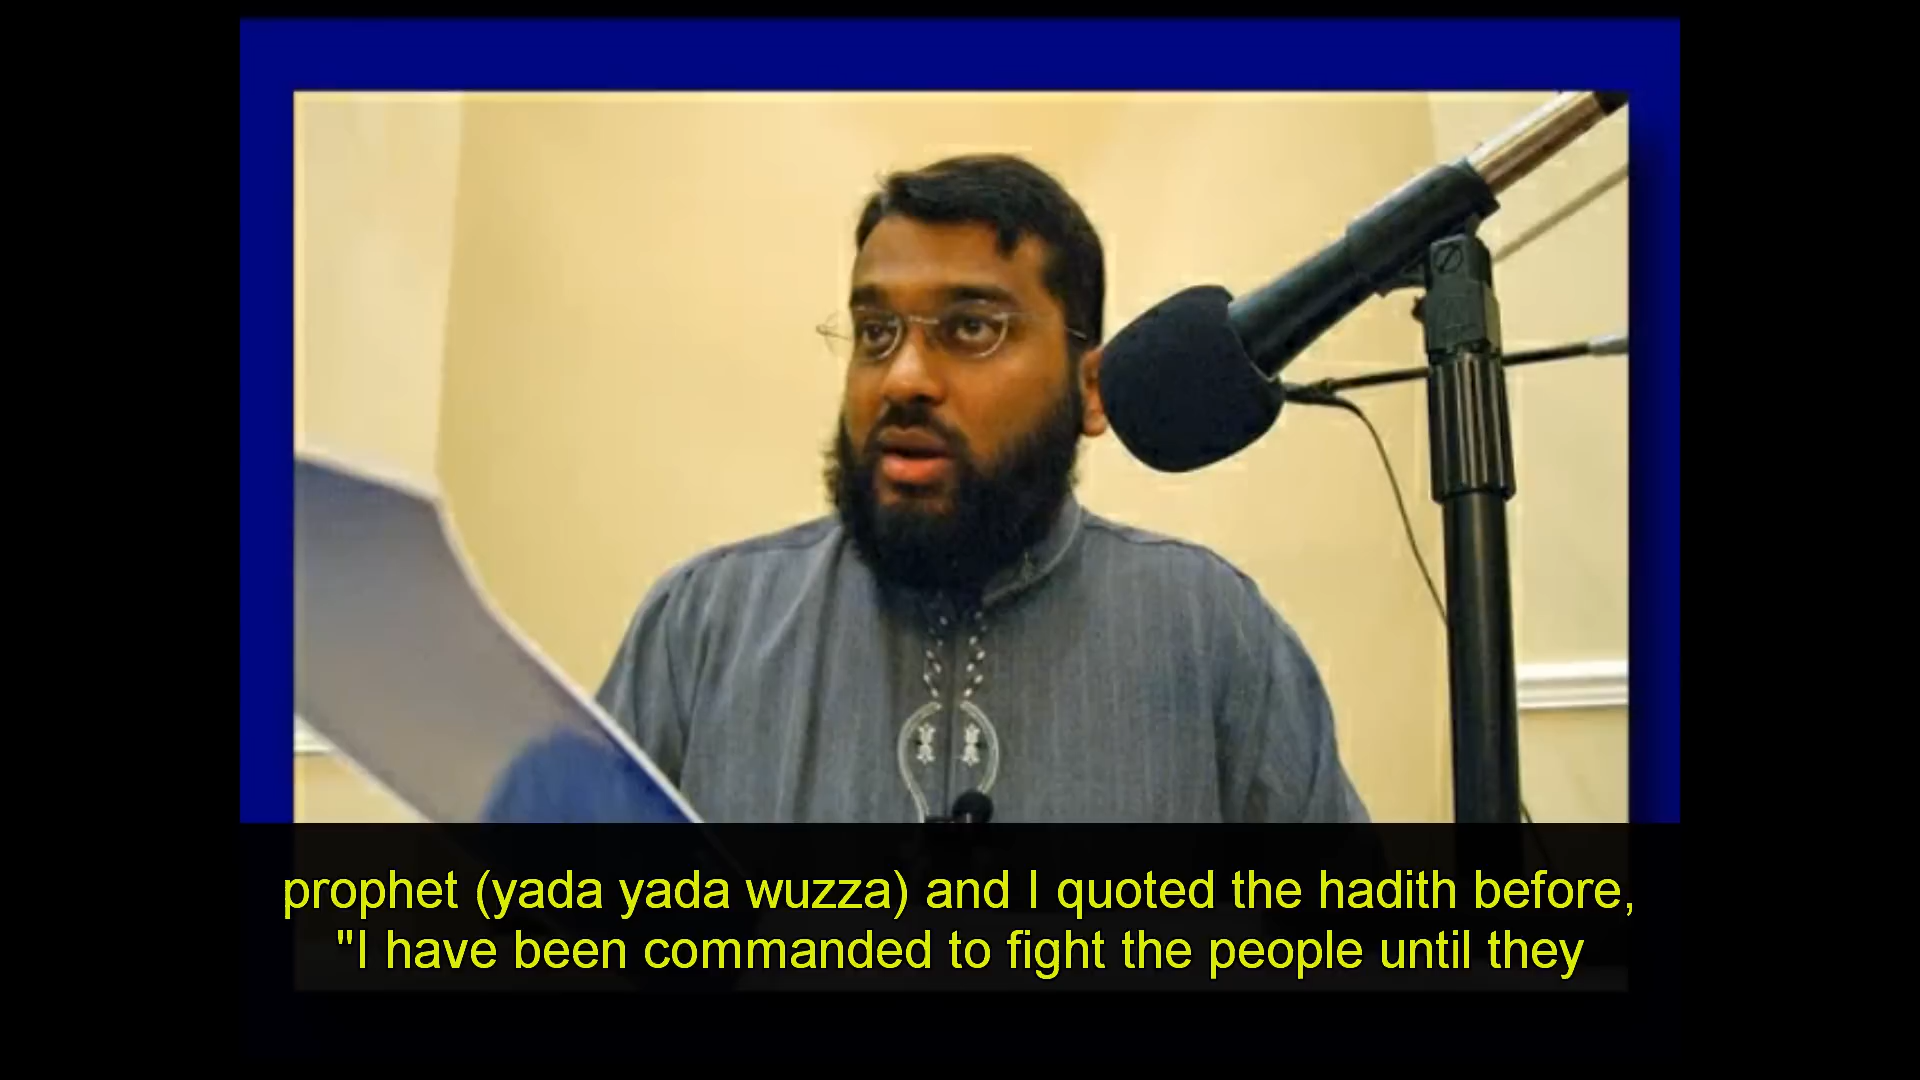 prophet (yada yada wuzza) and I quoted the hadith before,
"I have been commanded to fight the people until they